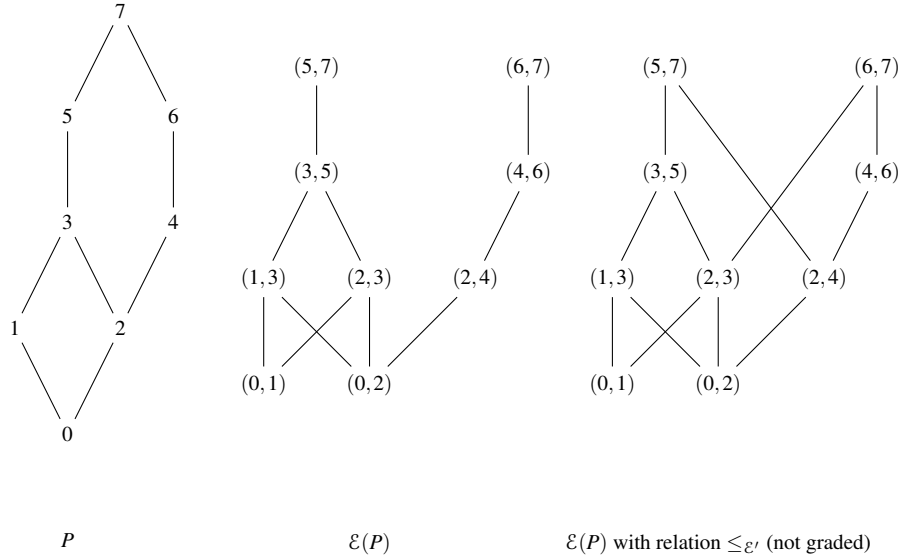 7
(5,7) (6,7) (5,7) (6,7)
5 6
(3,5) (4,6) (3,5) (4,6)
3 4
(1,3) (2,3) (2,4) (1,3) (2,3) (2,4)
1 2
(0,1) (0,2) (0,1) (0,2)
0
P ℰ(P) ℰ(P) with relation ≤ℰ′ (not graded)